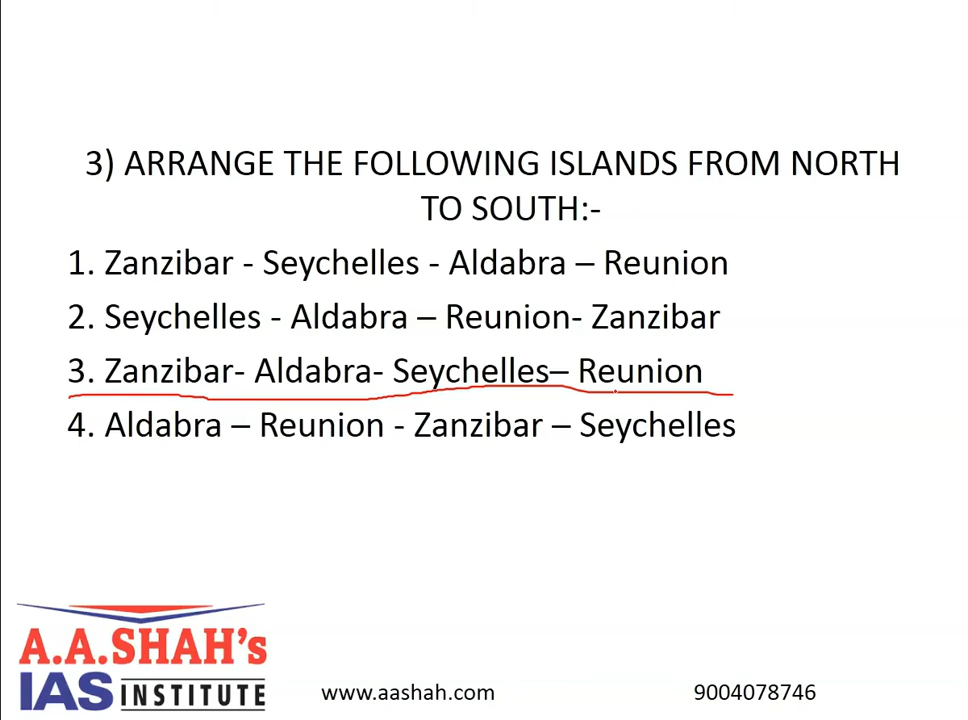 3) ARRANGE THE FOLLOWING ISLANDS FROM NORTH
TO SOUTH:-
1. Zanzibar - Seychelles - Aldabra – Reunion
2. Seychelles - Aldabra – Reunion- Zanzibar
3. Zanzibar- Aldabra- Seychelles– Reunion
4. Aldabra – Reunion - Zanzibar – Seychelles
A.A.SHAH's
IAS INSTITUTE
www.aashah.com
9004078746